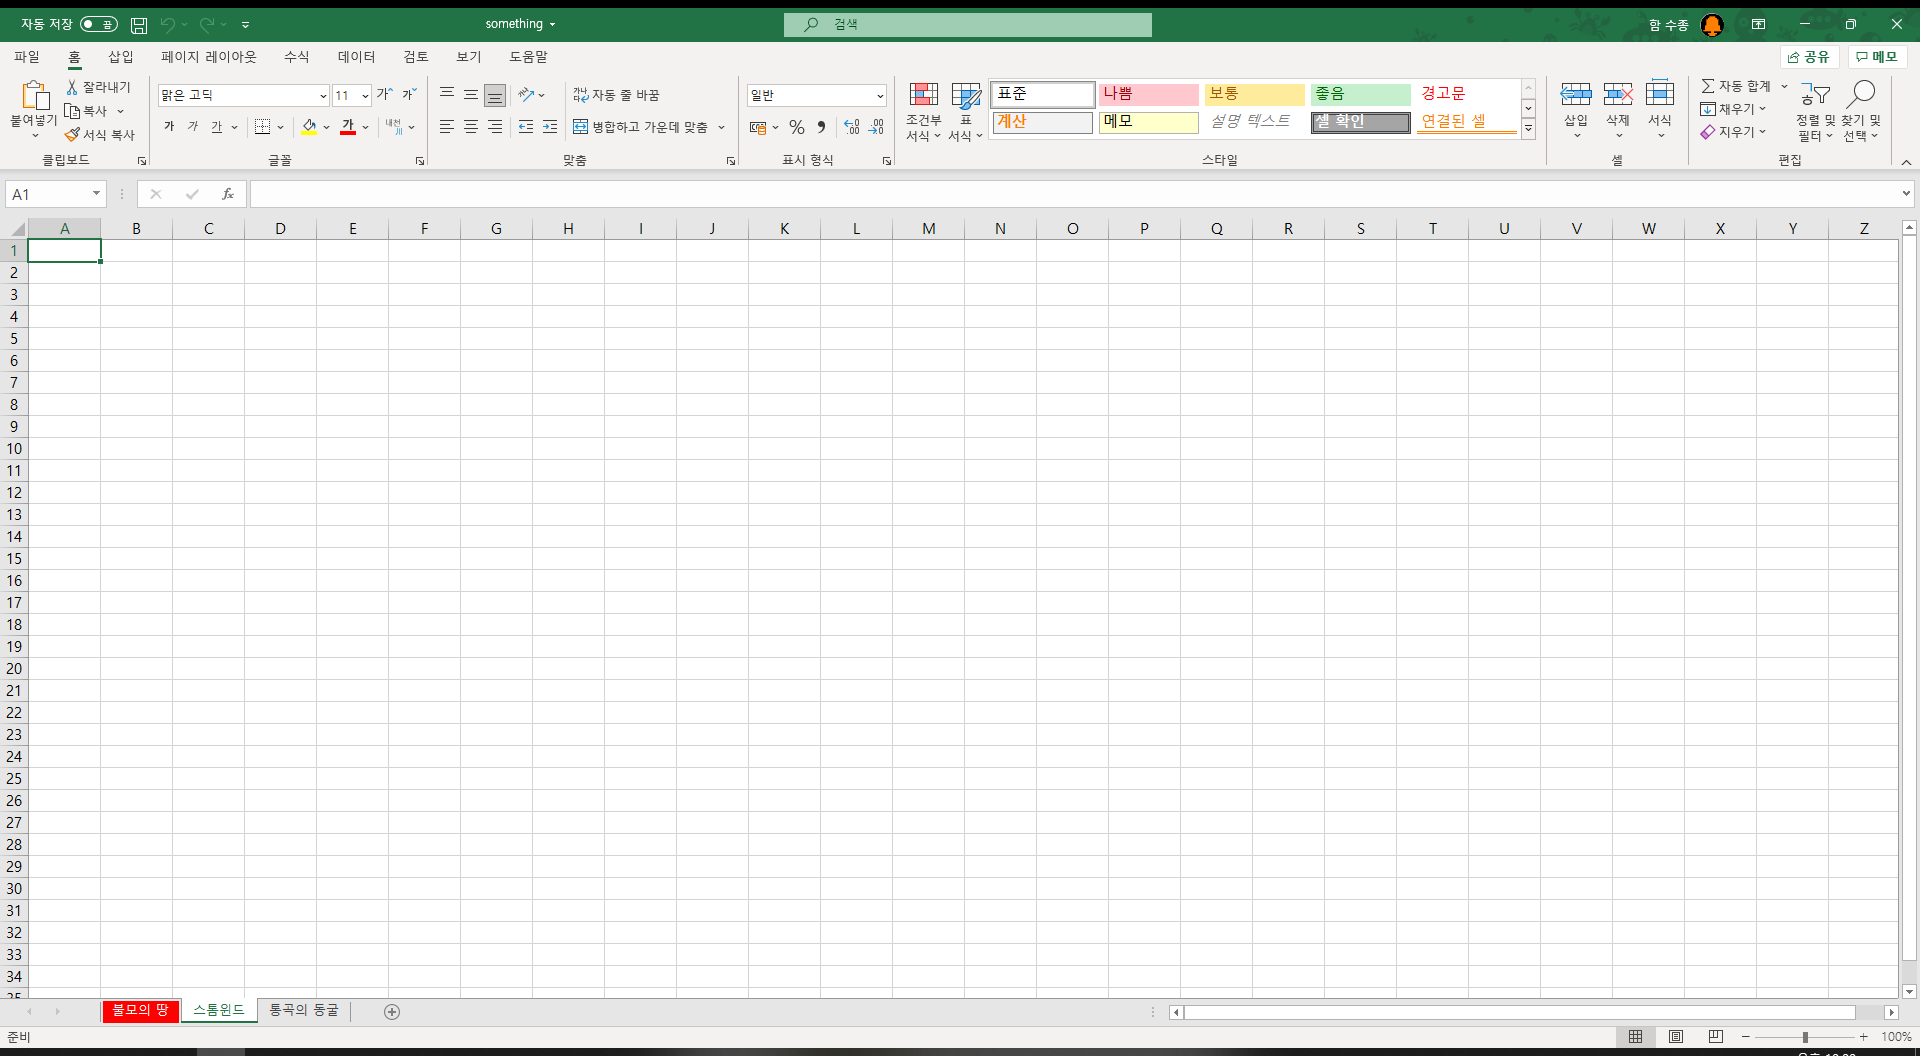 자동 저장 끔 something 검색 함 수종
파일 홈 삽입 페이지 레이아웃 수식 데이터 검토 보기 도움말 공유 메모
붙여넣기 잘라내기 복사 서식 복사 클립보드
맑은 고딕 11 가 가
가 가 가 가 내천 글꼴
자동 줄 바꿈
병합하고 가운데 맞춤 맞춤
일반
% 표시 형식
조건부 서식 표 서식
표준 나쁨 보통 좋음 경고문
계산 메모 설명 텍스트 셀 확인 연결된 셀
스타일
삽입 삭제 서식 셀
자동 합계 채우기 지우기 정렬 및 필터 찾기 및 선택 편집
A1 fx
A B C D E F G H I J K L M N O P Q R S T U V W X Y Z
1
2
3
4
5
6
7
8
9
10
11
12
13
14
15
16
17
18
19
20
21
22
23
24
25
26
27
28
29
30
31
32
33
34
불모의 땅 스톰윈드 통곡의 동굴
준비 100%